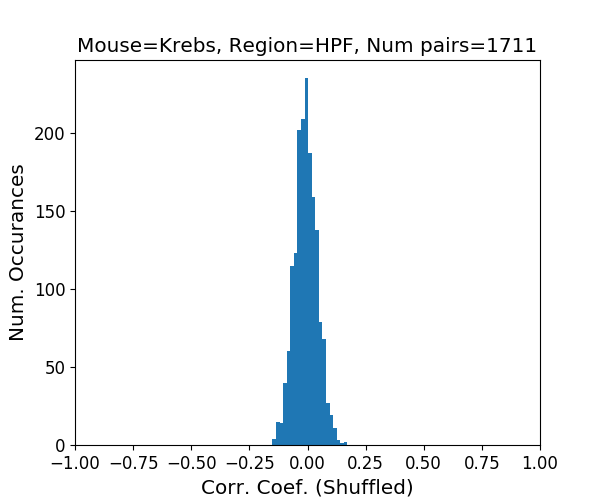 Mouse=Krebs, Region=HPF, Num pairs=1711
Num. Occurances
200
150
100
50
0
−1.00 −0.75 −0.50 −0.25 0.00 0.25 0.50 0.75 1.00
Corr. Coef. (Shuffled)